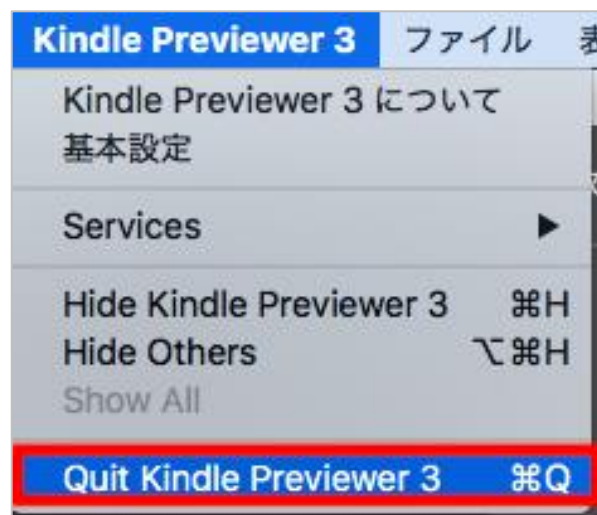 Kindle Previewer 3 ファイル
Kindle Previewer 3 について
基本設定
Services ▶
Hide Kindle Previewer 3 ⌘H
Hide Others ⌥⌘H
Show All
Quit Kindle Previewer 3 ⌘Q